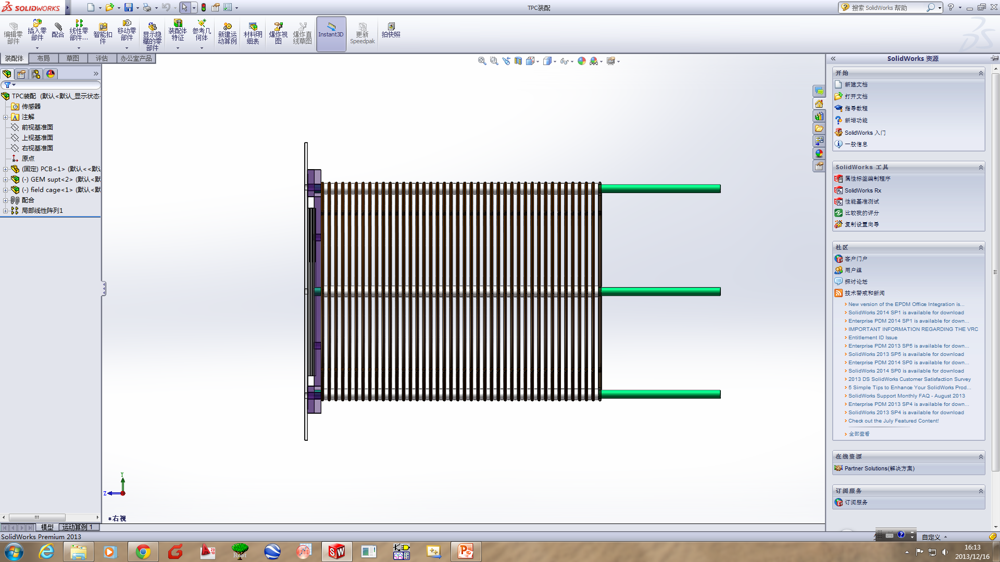 SOLIDWORKS
TPC装配
搜索 SolidWorks 帮助
编辑零部件
插入零部件
配合
线性零部件...
智能扣件
移动零部件
显示隐藏的零部件
装配体特征
参考几何体
新建运动算例
材料明细表
爆炸视图
爆炸直线草图
Instant3D
更新 Speedpak
拍快照
装配体
布局
草图
评估
办公室产品
TPC装配 (默认<默认_显示状态-
传感器
注解
前视基准面
上视基准面
右视基准面
原点
(固定) PCB<1> (默认<<默认
(-) GEM supt<2> (默认<默
(-) field cage<1> (默认<默
配合
局部线性阵列1
Y
Z
*右视
模型
运动算例 1
SolidWorks Premium 2013
自定义
SolidWorks 资源
开始
新建文档
打开文档
指导教程
新增功能
SolidWorks 入门
一般信息
SolidWorks 工具
属性标签编制程序
SolidWorks Rx
性能基准测试
比较我的评分
复制设置向导
社区
客户门户
用户组
探讨论坛
技术警戒和新闻
New version of the EPDM Office Integration is...
SolidWorks 2014 SP1 is available for download
Enterprise PDM 2014 SP1 is available for down...
IMPORTANT INFORMATION REGARDING THE VRC
Entitlement ID Issue
Enterprise PDM 2013 SP5 is available for down...
SolidWorks 2013 SP5 is available for download
Enterprise PDM 2014 SP0 is available for down...
SolidWorks 2014 SP0 is available for download
2013 DS SolidWorks Customer Satisfaction Survey
5 Simple Tips to Enhance Your SolidWorks Prod...
SolidWorks Support Monthly FAQ - August 2013
Enterprise PDM 2013 SP4 is available for down...
SolidWorks 2013 SP4 is available for download
Check out the July Featured Content!
全部查看
在线资源
Partner Solutions(解决方案)
订阅服务
订阅服务
Root
16:13
2013/12/16